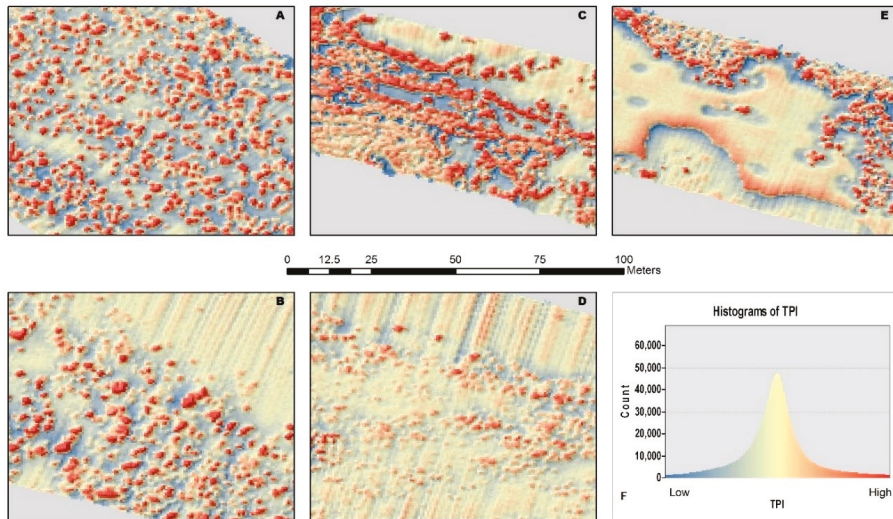 A
C
E
0 12.5 25 50 75 100
Meters
B
D
Histograms of TPI
60,000
50,000
40,000
30,000
20,000
10,000
0
Count
Low
High
F
TPI